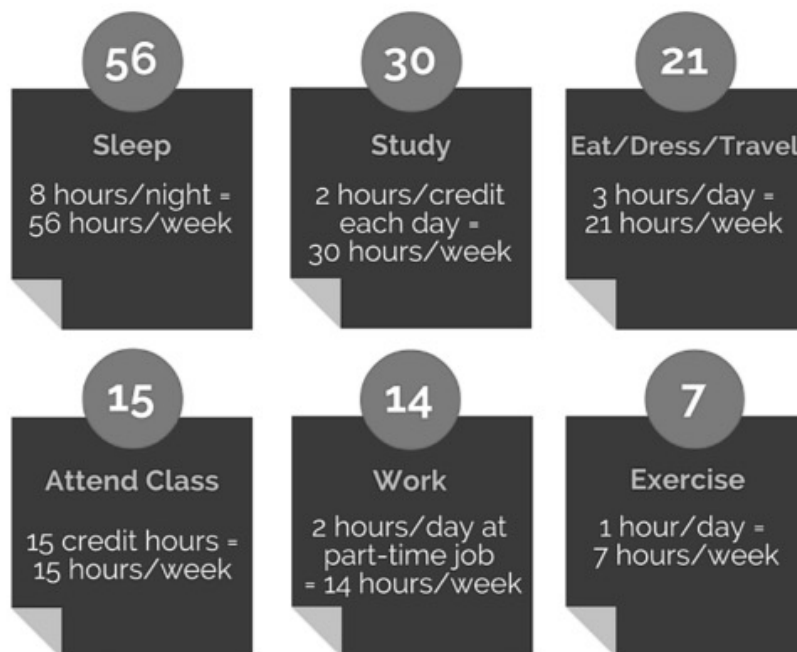 56
Sleep
8 hours/night =
56 hours/week
30
Study
2 hours/credit
each day =
30 hours/week
21
Eat/Dress/Travel
3 hours/day =
21 hours/week
15
Attend Class
15 credit hours =
15 hours/week
14
Work
2 hours/day at
part-time job
= 14 hours/week
7
Exercise
1 hour/day =
7 hours/week